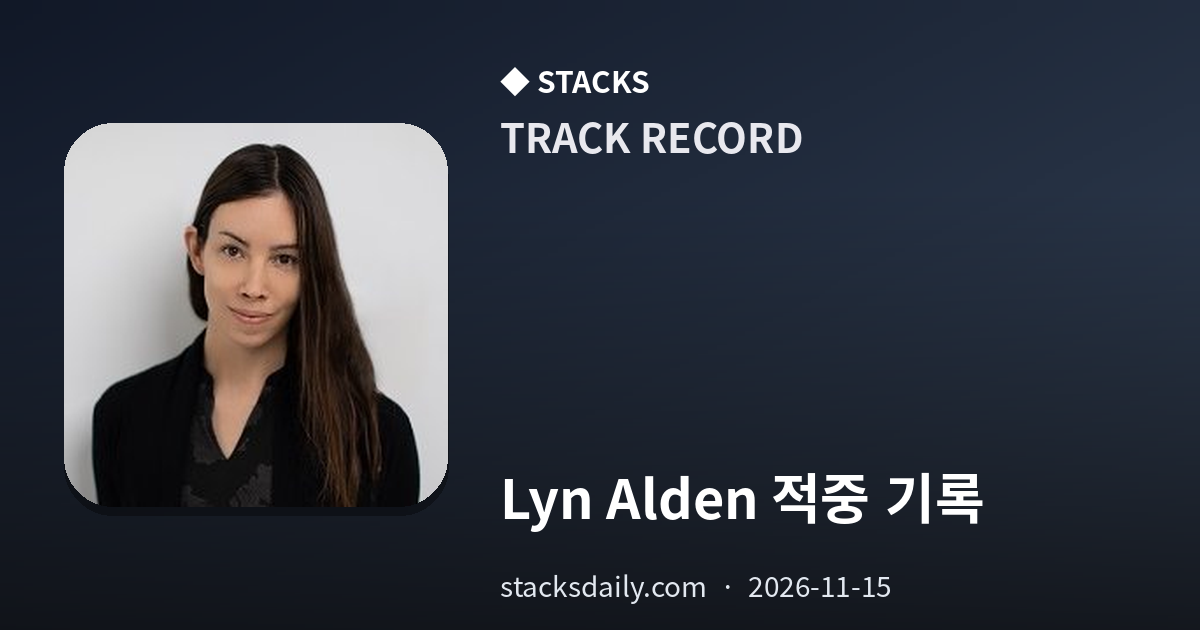 ◆ STACKS
TRACK RECORD
Lyn Alden 적중 기록
stacksdaily.com · 2026-11-15